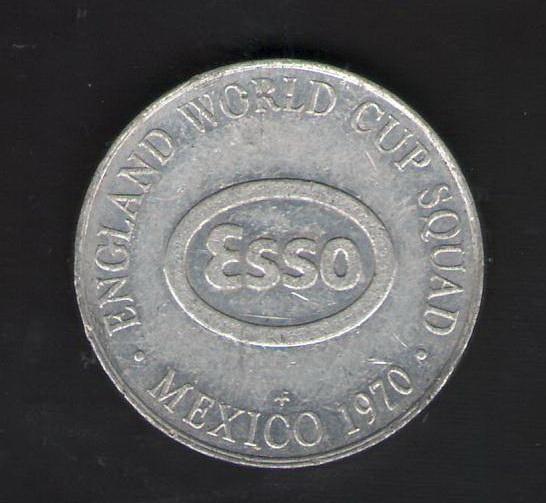 ENGLAND WORLD CUP SQUAD
Esso
· MEXICO 1970 ·